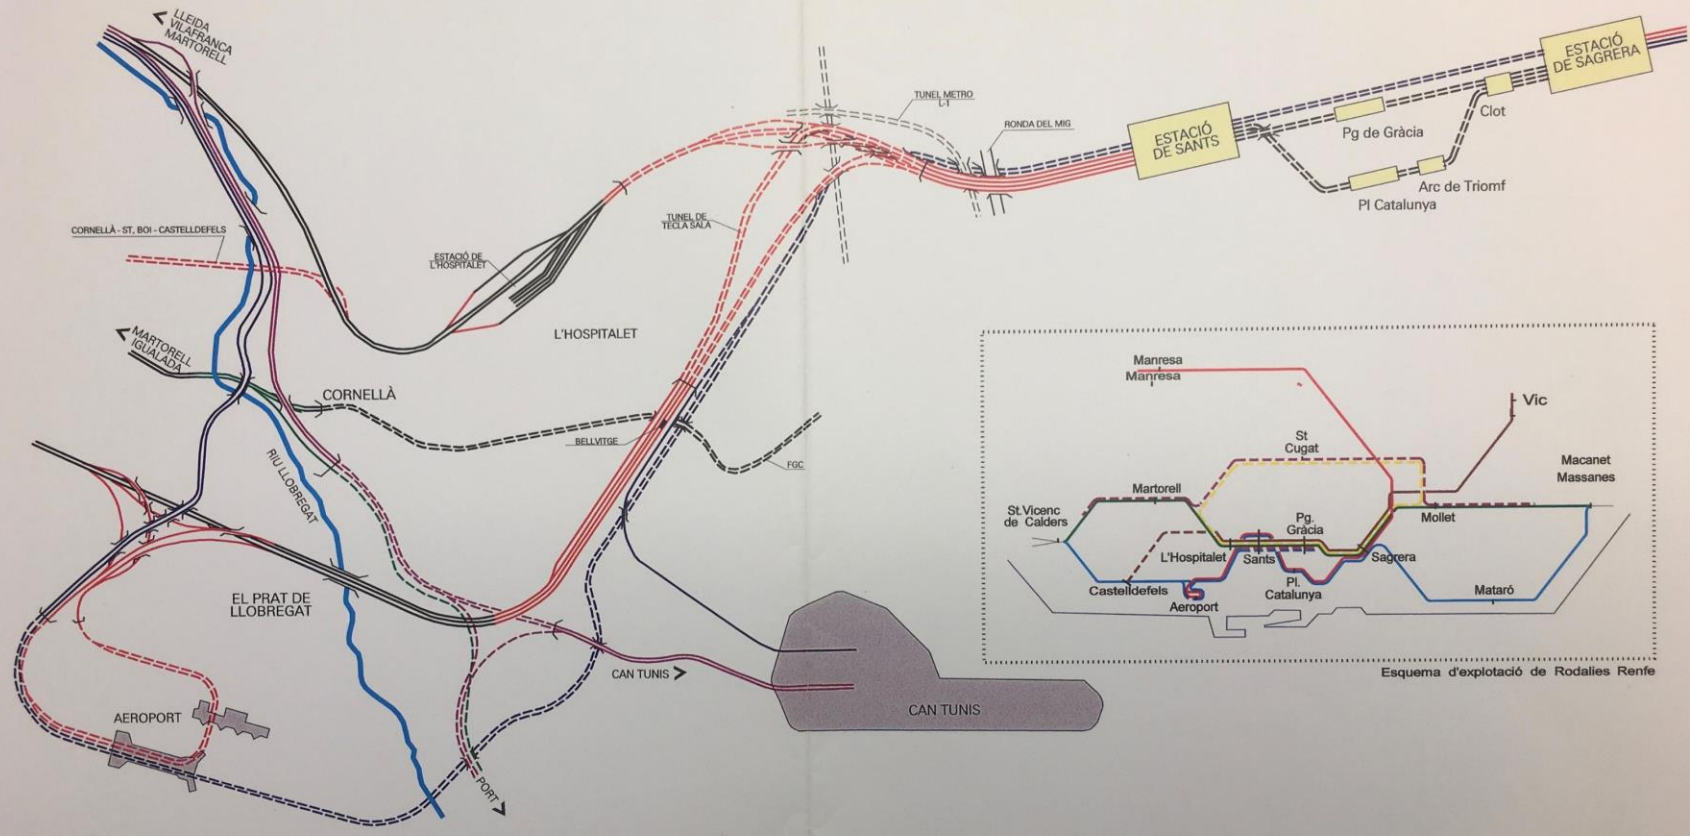 LLEIDA
VILAFRANCA
MARTORELL
TUNEL METRO
L-1
RONDA DEL MIG
ESTACIÓ
DE SANTS
Pg de Gràcia
Clot
ESTACIÓ
DE SAGRERA
Arc de Triomf
Pl Catalunya
CORNELLÀ - ST, BOI - CASTELLDEFELS
TUNEL DE
TECLA SALA
ESTACIÓ DE
L'HOSPITALET
L'HOSPITALET
MARTORELL
IGUALADA
CORNELLÀ
BELLVITGE
FGC
RIU LLOBREGAT
EL PRAT DE
LLOBREGAT
CAN TUNIS
CAN TUNIS
AEROPORT
PORT
Manresa
Manresa
Vic
St
Cugat
Macanet
Massanes
Martorell
St.Vicenc
de Calders
Pg.
Gràcia
Mollet
L'Hospitalet
Sants
Sagrera
Castelldefels
Pl.
Catalunya
Mataró
Aeroport
Esquema d'explotació de Rodalies Renfe